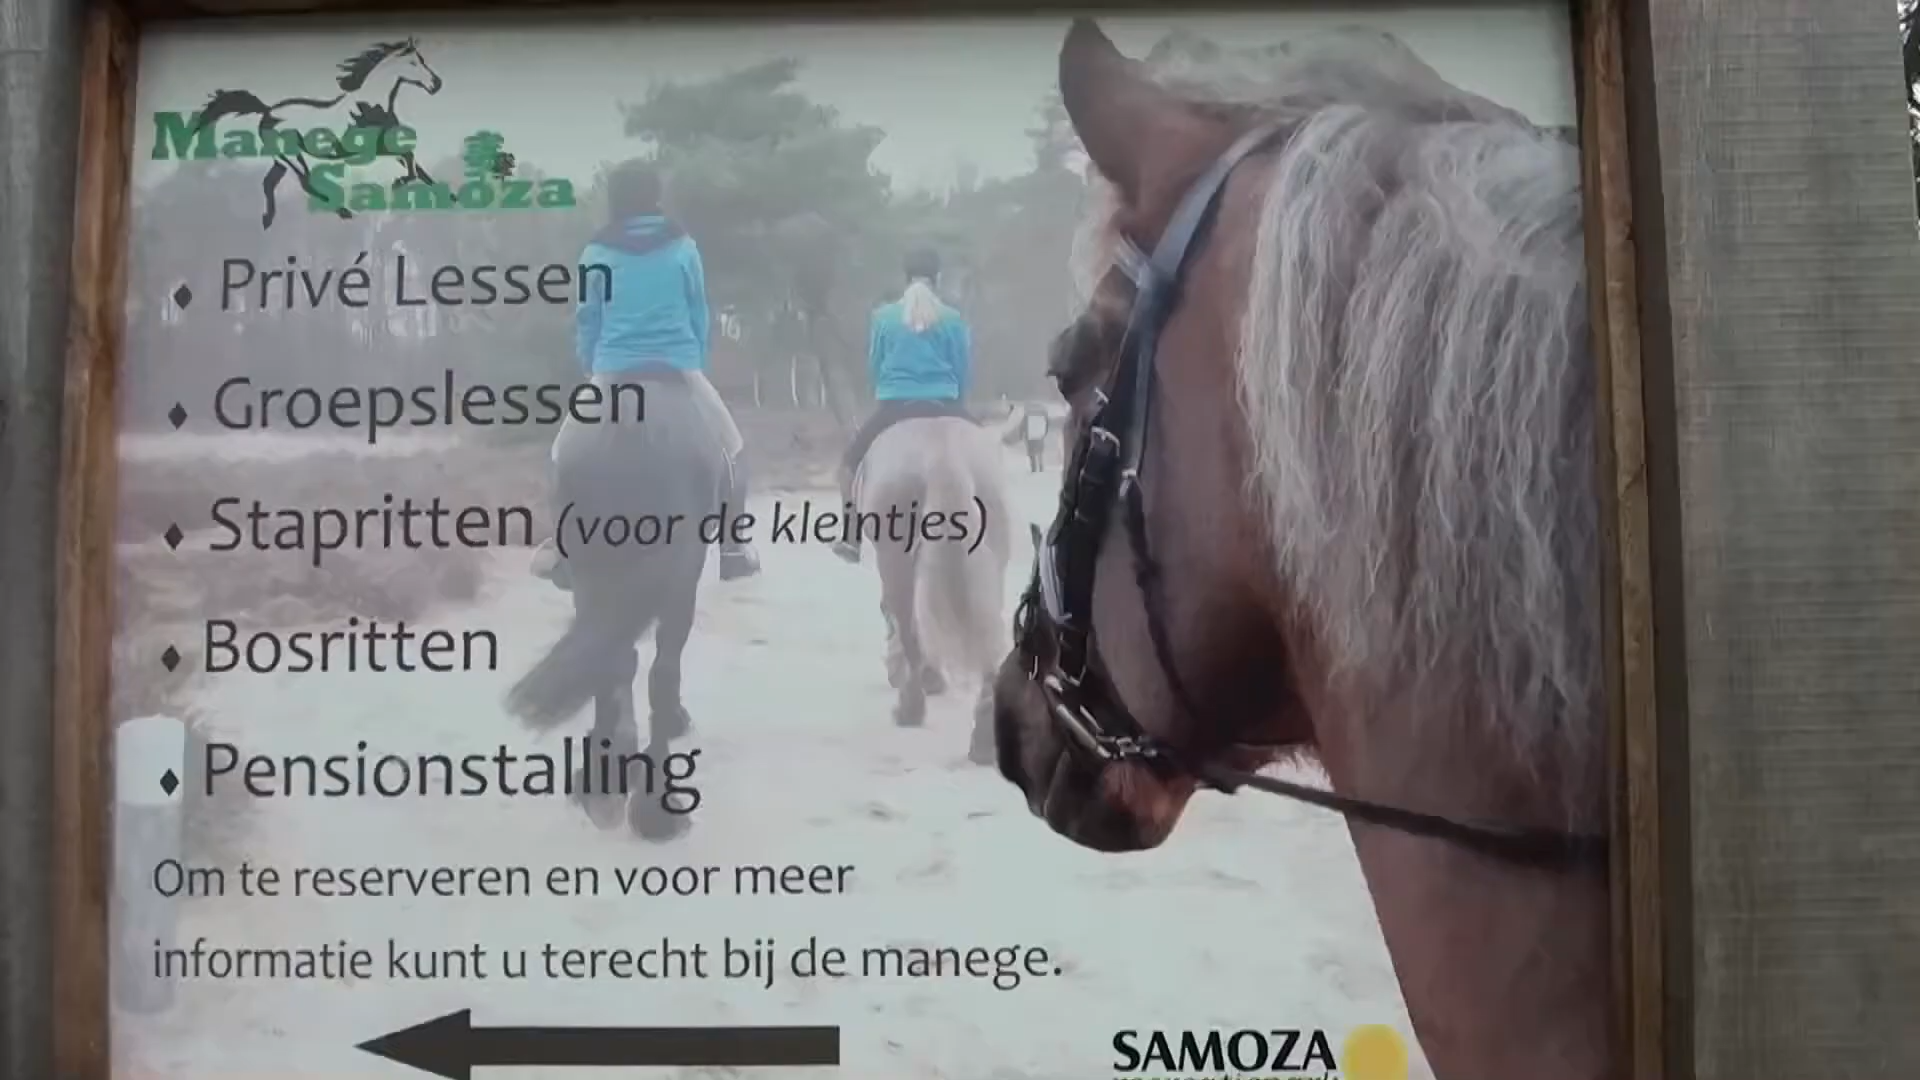 Manege
Samoza
Privé Lessen
Groepslessen
Stapritten (voor de kleintjes)
Bosritten
Pensionstalling
Om te reserveren en voor meer
informatie kunt u terecht bij de manege.
SAMOZA